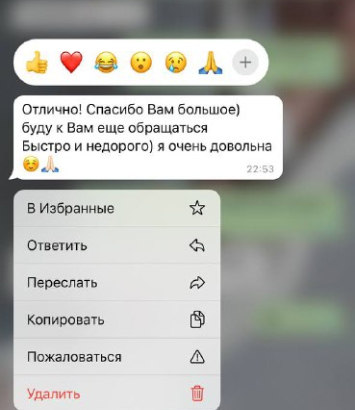 Отлично! Спасибо Вам большое)
буду к Вам еще обращаться
Быстро и недорого) я очень довольна
☺️🙏🏻
22:53
В Избранные
Ответить
Переслать
Копировать
Пожаловаться
Удалить